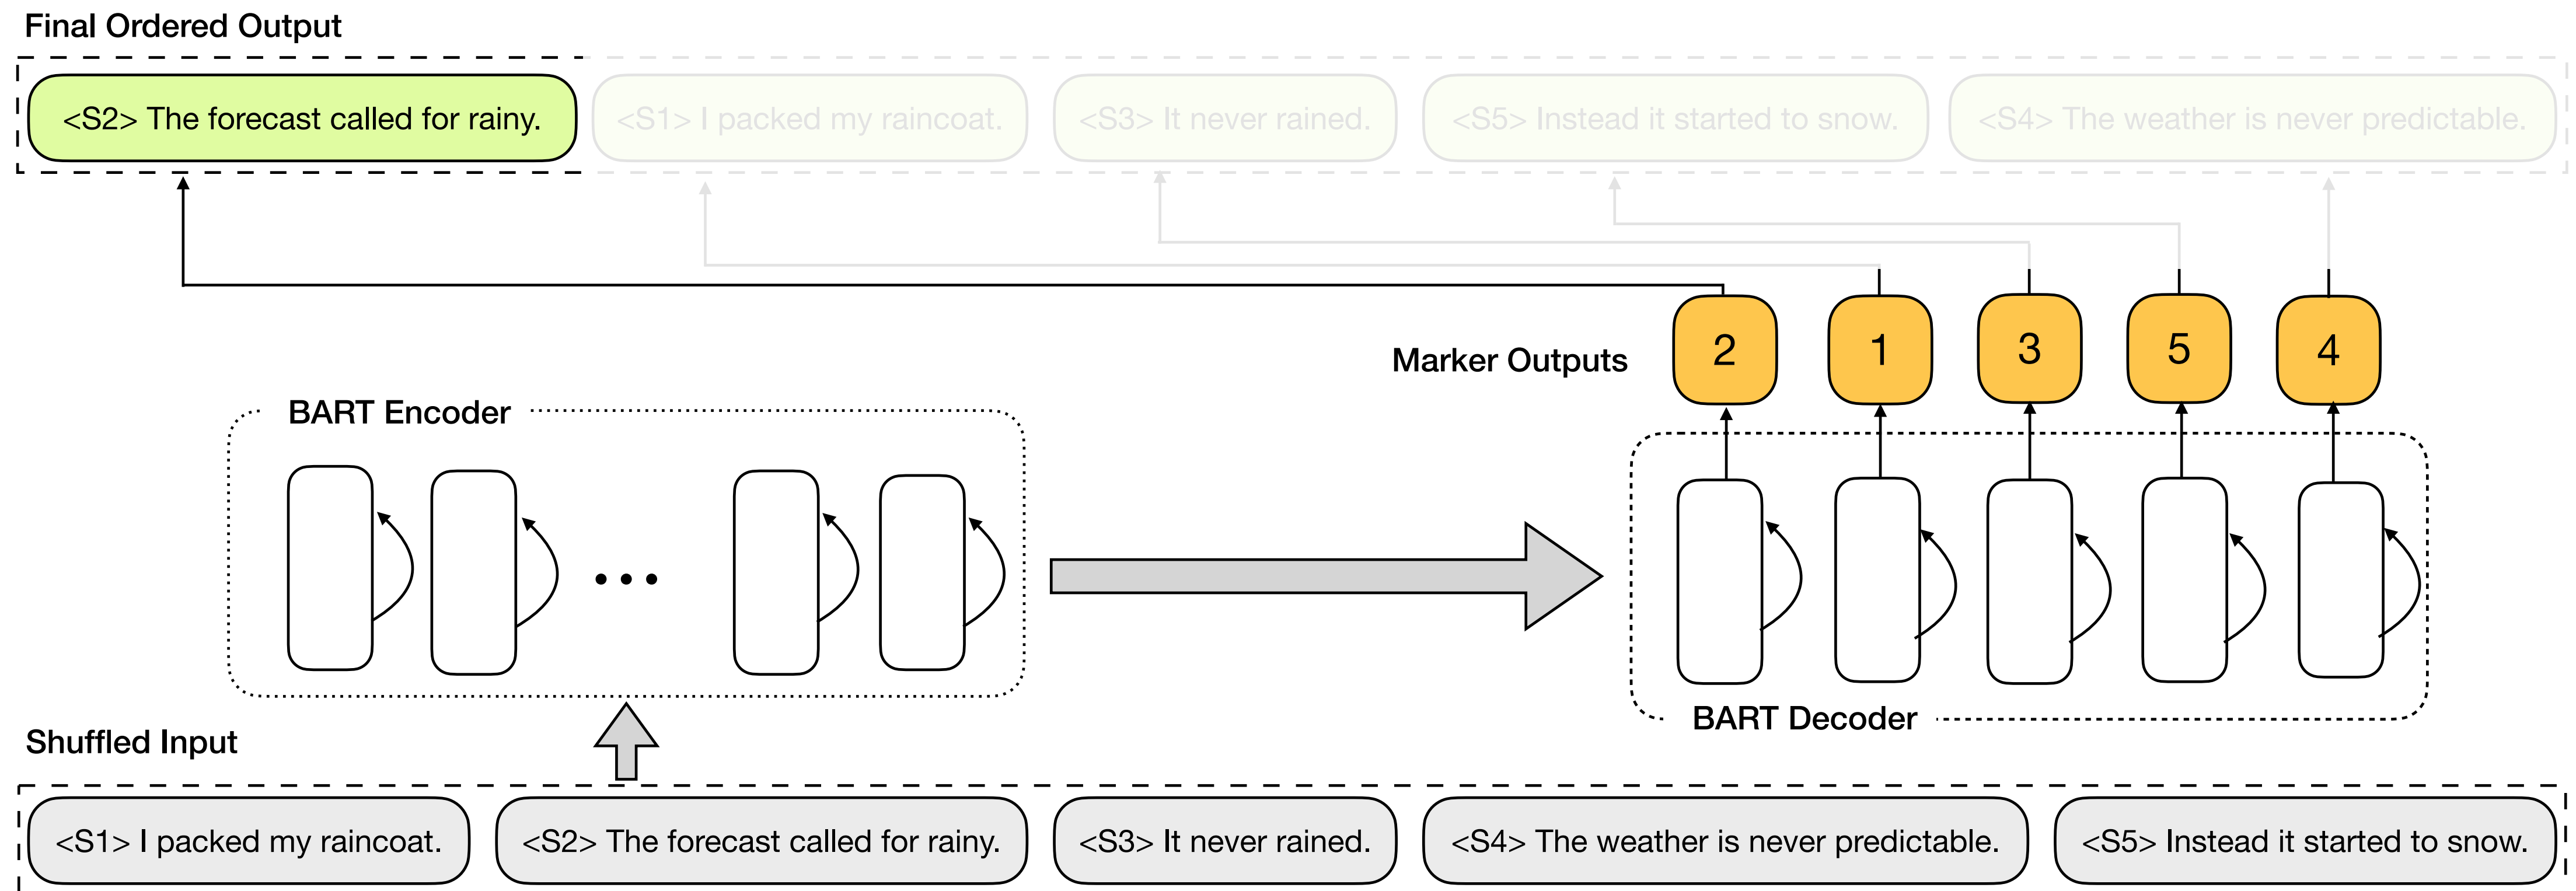 Final Ordered Output
<S2> The forecast called for rainy. <S1> I packed my raincoat. <S3> It never rained. <S5> Instead it started to snow. <S4> The weather is never predictable.
Marker Outputs 2 1 3 5 4
BART Encoder
BART Decoder
Shuffled Input
<S1> I packed my raincoat. <S2> The forecast called for rainy. <S3> It never rained. <S4> The weather is never predictable. <S5> Instead it started to snow.